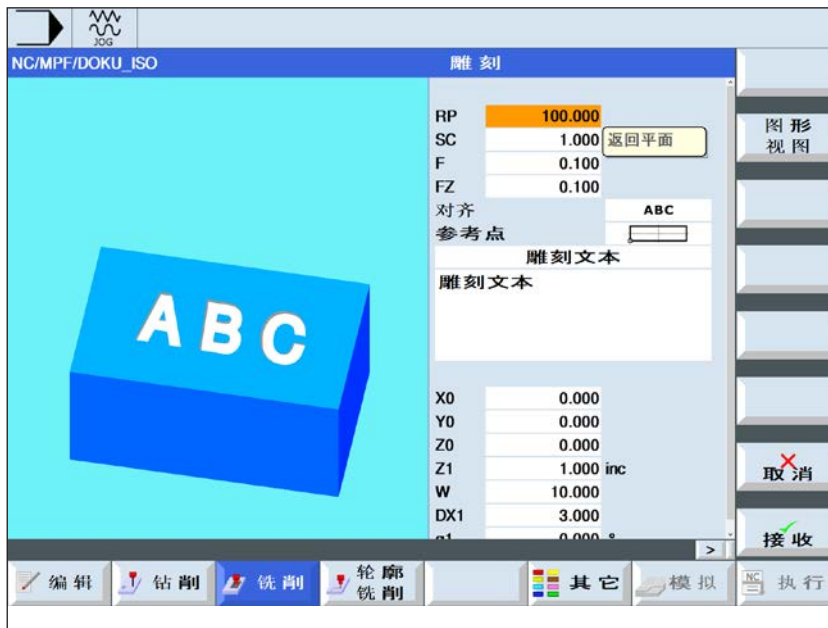 JOG
NC/MPF/DOKU_ISO
雕刻
RP 100.000
SC 1.000 返回平面
F 0.100
FZ 0.100
对齐 ABC
参考点
雕刻文本
雕刻文本
ABC
X0 0.000
Y0 0.000
Z0 0.000
Z1 1.000 inc
W 10.000
DX1 3.000
α1 0.000 °
>
图形
视图
取消
接收
编辑
钻削
铣削
轮廓
铣削
其它
模拟
NC
执行